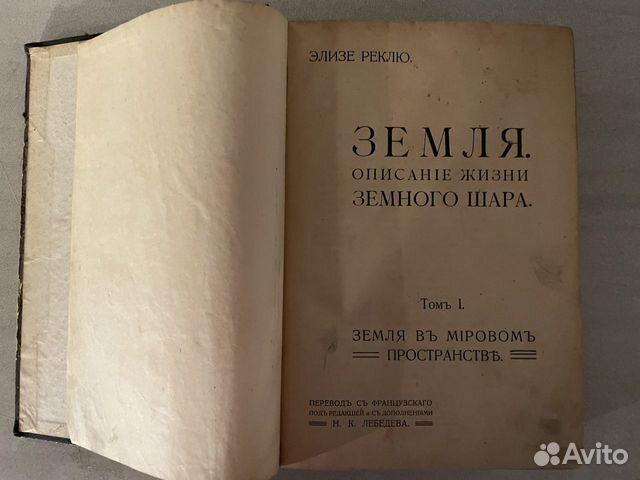 ЭЛИЗЕ РЕКЛЮ.
ЗЕМЛЯ.
ОПИСАНІЕ ЖИЗНИ
ЗЕМНОГО ШАРА.
Томъ I.
ЗЕМЛЯ ВЪ МІРОВОМЪ
ПРОСТРАНСТВѢ.
ПЕРЕВОДЪ СЪ ФРАНЦУЗСКАГО
ПОДЪ РЕДАКЦІЕЙ и СЪ ДОПОЛНЕНІЯМИ
Н. К. ЛЕБЕДЕВА.
Avito